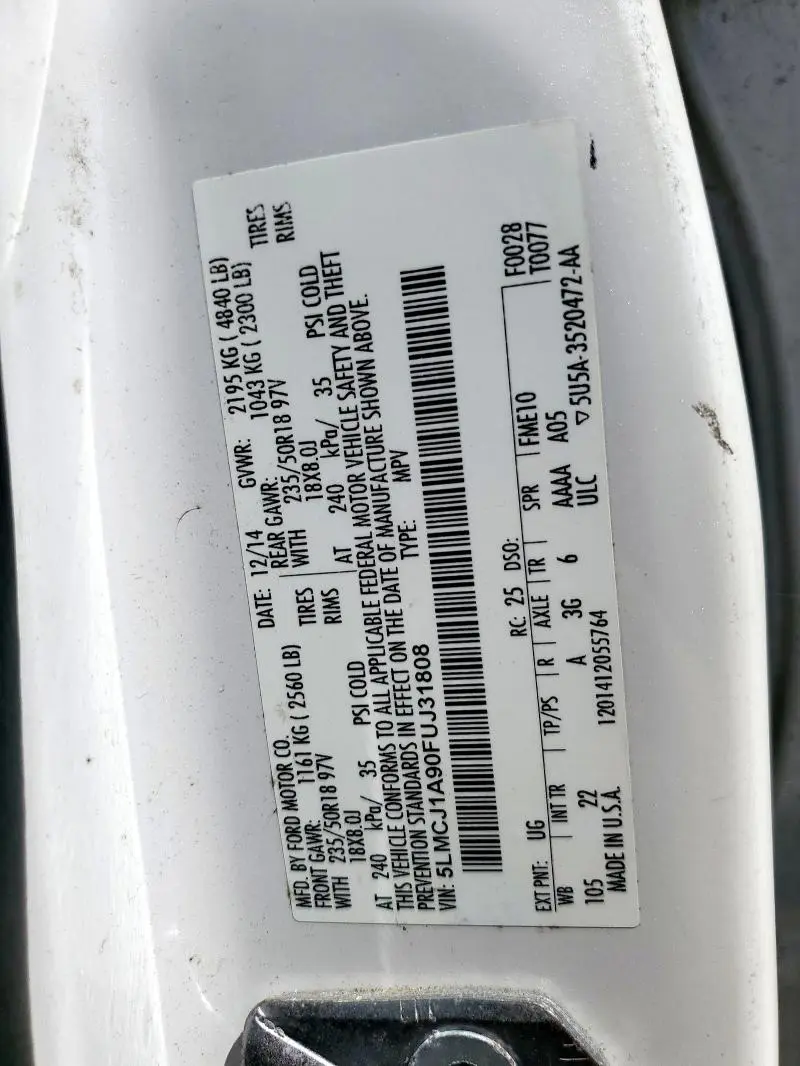 MFD. BY FORD MOTOR CO. DATE: 12/14 GVWR: 2195 KG ( 4840 LB)
FRONT GAWR: 1161 KG ( 2560 LB) REAR GAWR: 1043 KG ( 2300 LB)
WITH 235/50R18 97V TIRES WITH 235/50R18 97V TIRES
18X8.0J RIMS 18X8.0J RIMS
AT 240 kPa/ 35 PSI COLD AT 240 kPa/ 35 PSI COLD
THIS VEHICLE CONFORMS TO ALL APPLICABLE FEDERAL MOTOR VEHICLE SAFETY AND THEFT
PREVENTION STANDARDS IN EFFECT ON THE DATE OF MANUFACTURE SHOWN ABOVE.
VIN: 5LMCJ1A90FUJ31808 TYPE: MPV
F0028
EXT PNT: UG RC: 25 DSO: T0077
WB INT TR TP/PS R AXLE TR SPR FME10
105 22 A 3G 6 AAAA A05
ULC
MADE IN U.S.A. 1201412055764 ▽5U5A-3520472-AA